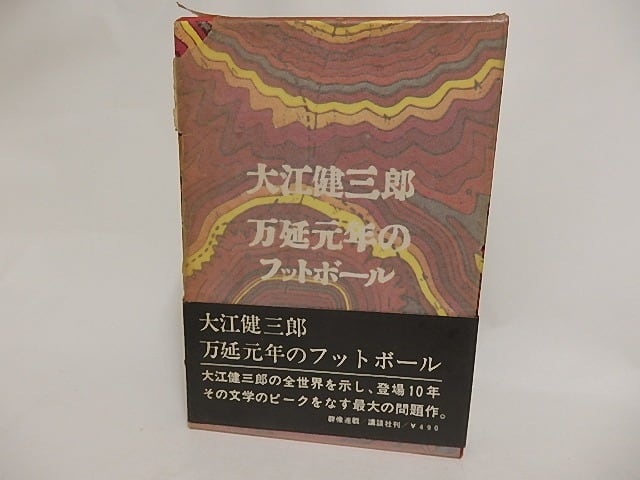 大江健三郎
万延元年の
フットボール
大江健三郎
万延元年のフットボール
大江健三郎の全世界を示し、登場10年
その文学のピークをなす最大の問題作。
群像連載 講談社刊/¥490